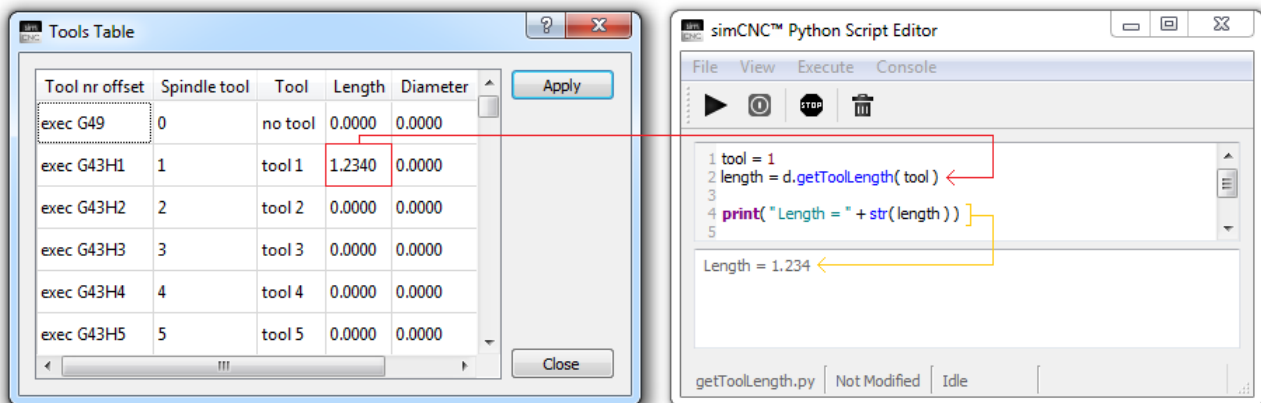 Tools Table
Tool nr offset Spindle tool Tool Length Diameter
exec G49 0 no tool 0.0000 0.0000
exec G43H1 1 tool 1 1.2340 0.0000
exec G43H2 2 tool 2 0.0000 0.0000
exec G43H3 3 tool 3 0.0000 0.0000
exec G43H4 4 tool 4 0.0000 0.0000
exec G43H5 5 tool 5 0.0000 0.0000
Apply
Close
simCNC™ Python Script Editor
File View Execute Console
STOP
1 tool = 1
2 length = d.getToolLength( tool )
3
4 print( "Length = " + str( length ) )
5
Length = 1.234
getToolLength.py Not Modified Idle